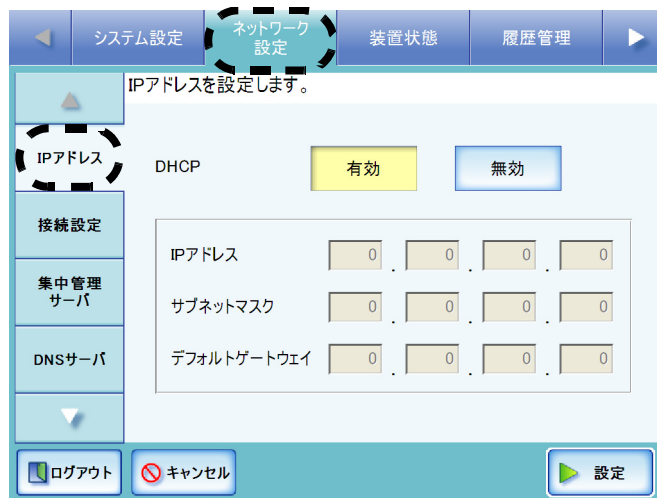 システム設定
ネットワーク
設定
装置状態
履歴管理
IPアドレスを設定します。
IPアドレス
接続設定
集中管理
サーバ
DNSサーバ
DHCP
有効
無効
IPアドレス 0 . 0 . 0 . 0
サブネットマスク 0 . 0 . 0 . 0
デフォルトゲートウェイ 0 . 0 . 0 . 0
ログアウト
キャンセル
設定